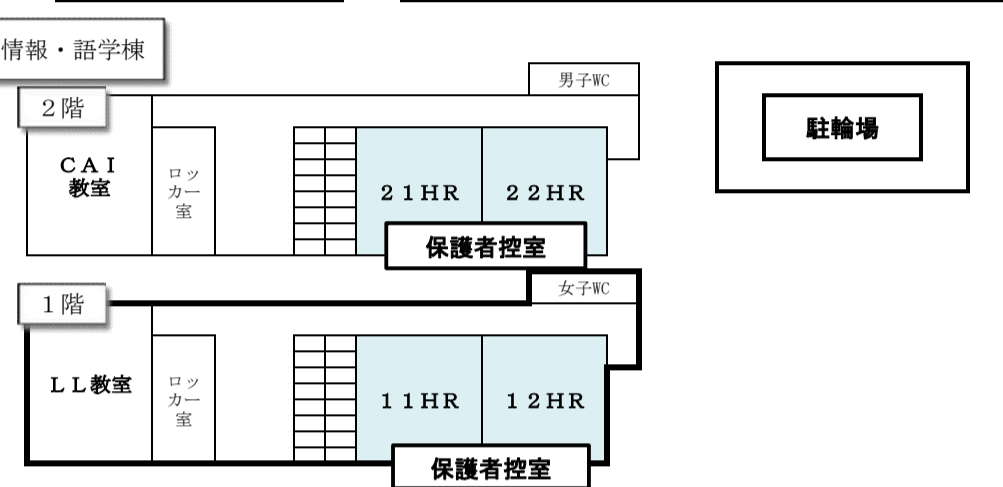 情報・語学棟
男子WC
2階
CAI
教室
ロッ
カー
室
21HR
22HR
保護者控室
駐輪場
女子WC
1階
LL教室
ロッ
カー
室
11HR
12HR
保護者控室